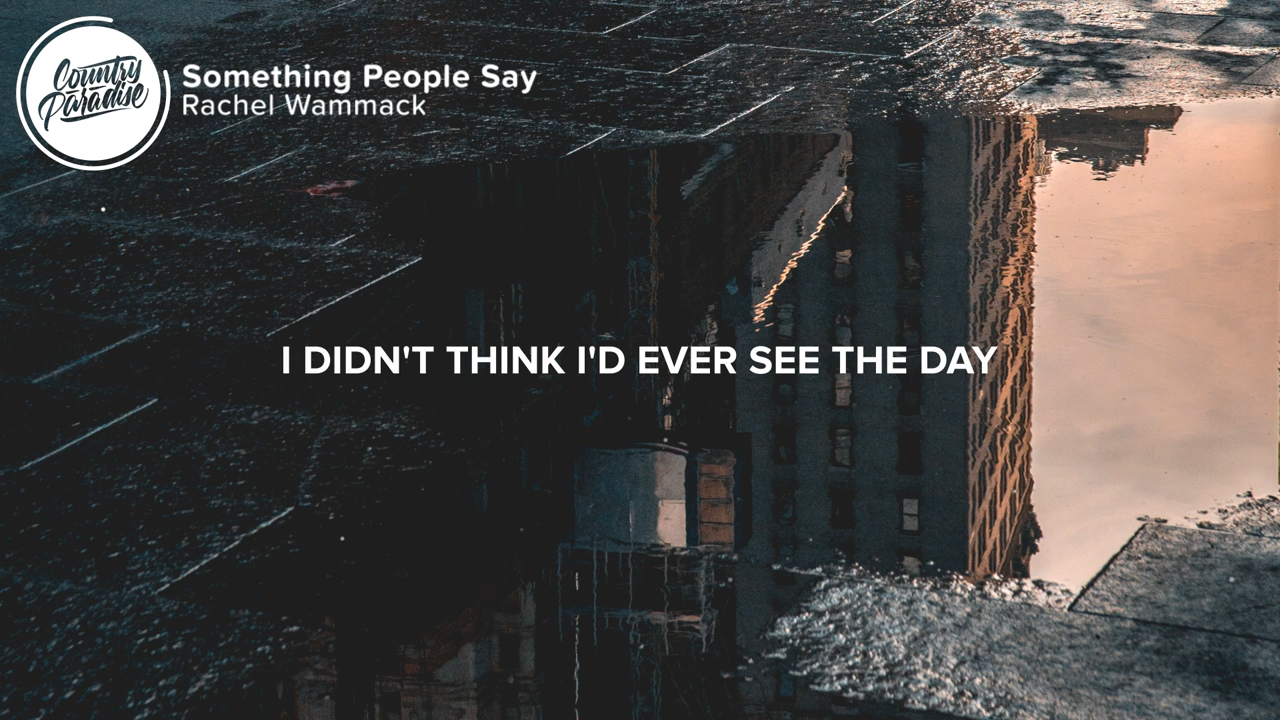 Country
Paradise
Something People Say
Rachel Wammack
I DIDN'T THINK I'D EVER SEE THE DAY